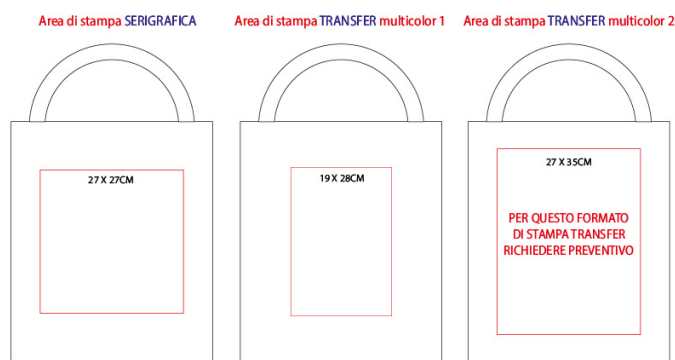 Area di stampa SERIGRAFICA
Area di stampa TRANSFER multicolor 1
Area di stampa TRANSFER multicolor 2
27 X 27CM
19 X 28CM
27 X 35CM
PER QUESTO FORMATO
DI STAMPA TRANSFER
RICHIEDERE PREVENTIVO